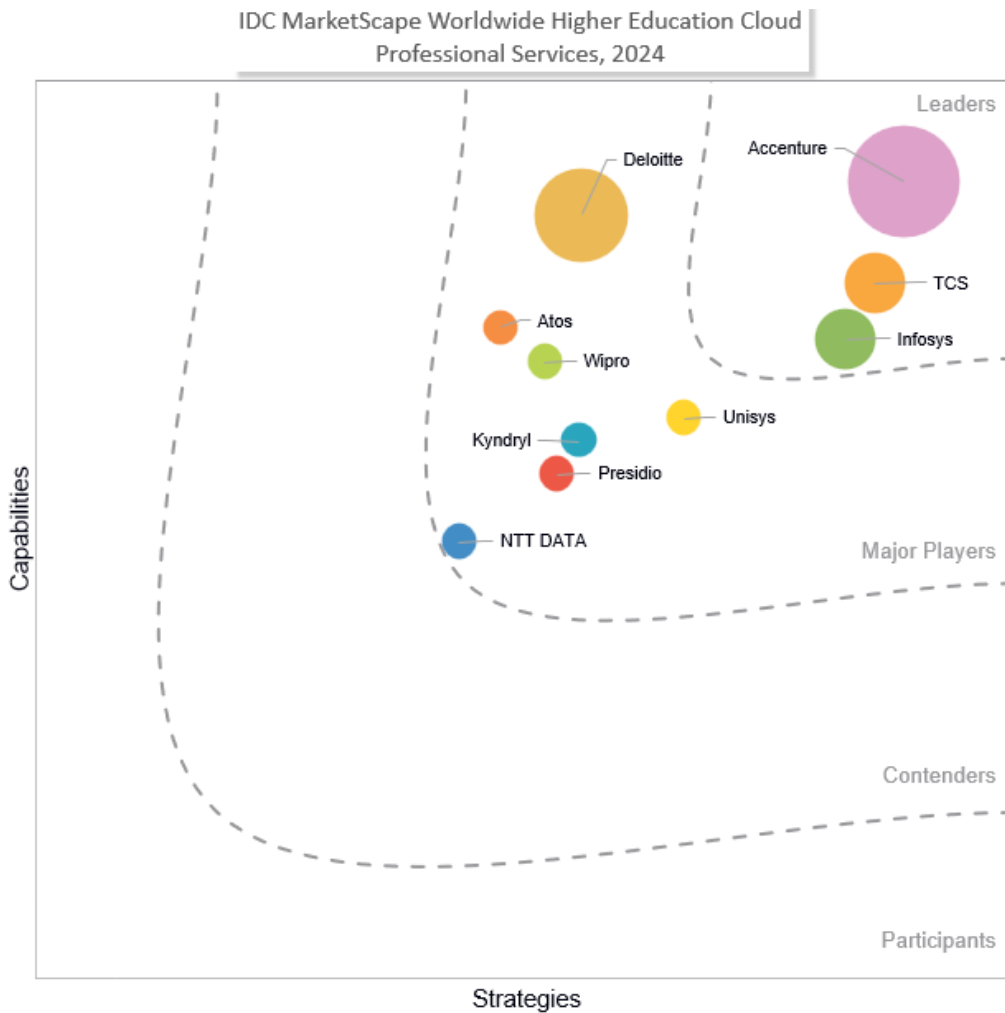 IDC MarketScape Worldwide Higher Education Cloud
Professional Services, 2024
Leaders
Accenture
Deloitte
TCS
Atos
Infosys
Wipro
Unisys
Kyndryl
Presidio
NTT DATA
Major Players
Capabilities
Contenders
Participants
Strategies